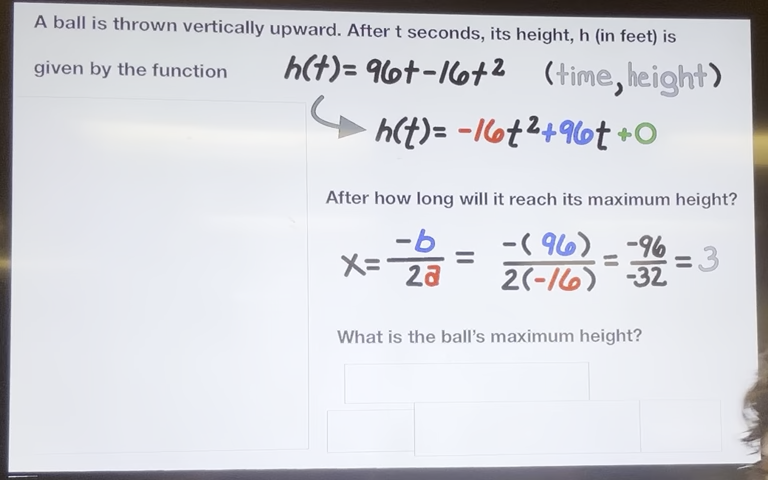 A ball is thrown vertically upward. After t seconds, its height, h (in feet) is
given by the function h(t)= 96t-16t² (time, height)
h(t)= -16t²+96t+0
After how long will it reach its maximum height?
x= -b/2a = -(96)/2(-16) = -96/-32 = 3
What is the ball's maximum height?